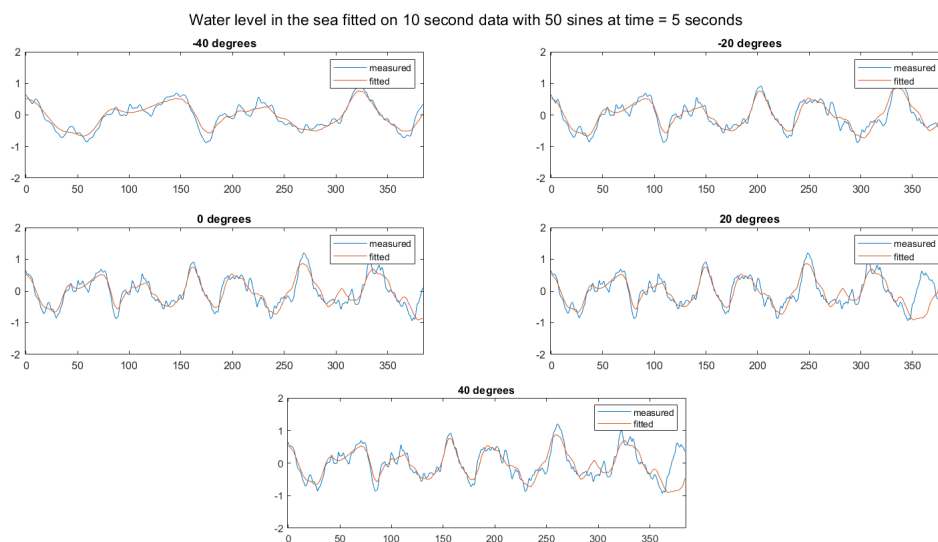 Water level in the sea fitted on 10 second data with 50 sines at time = 5 seconds
-40 degrees
2
1
0
-1
-2
0 50 100 150 200 250 300 350
measured
fitted
-20 degrees
2
1
0
-1
-2
0 50 100 150 200 250 300 350
measured
fitted
0 degrees
2
1
0
-1
-2
0 50 100 150 200 250 300 350
measured
fitted
20 degrees
2
1
0
-1
-2
0 50 100 150 200 250 300 350
measured
fitted
40 degrees
2
1
0
-1
-2
0 50 100 150 200 250 300 350
measured
fitted